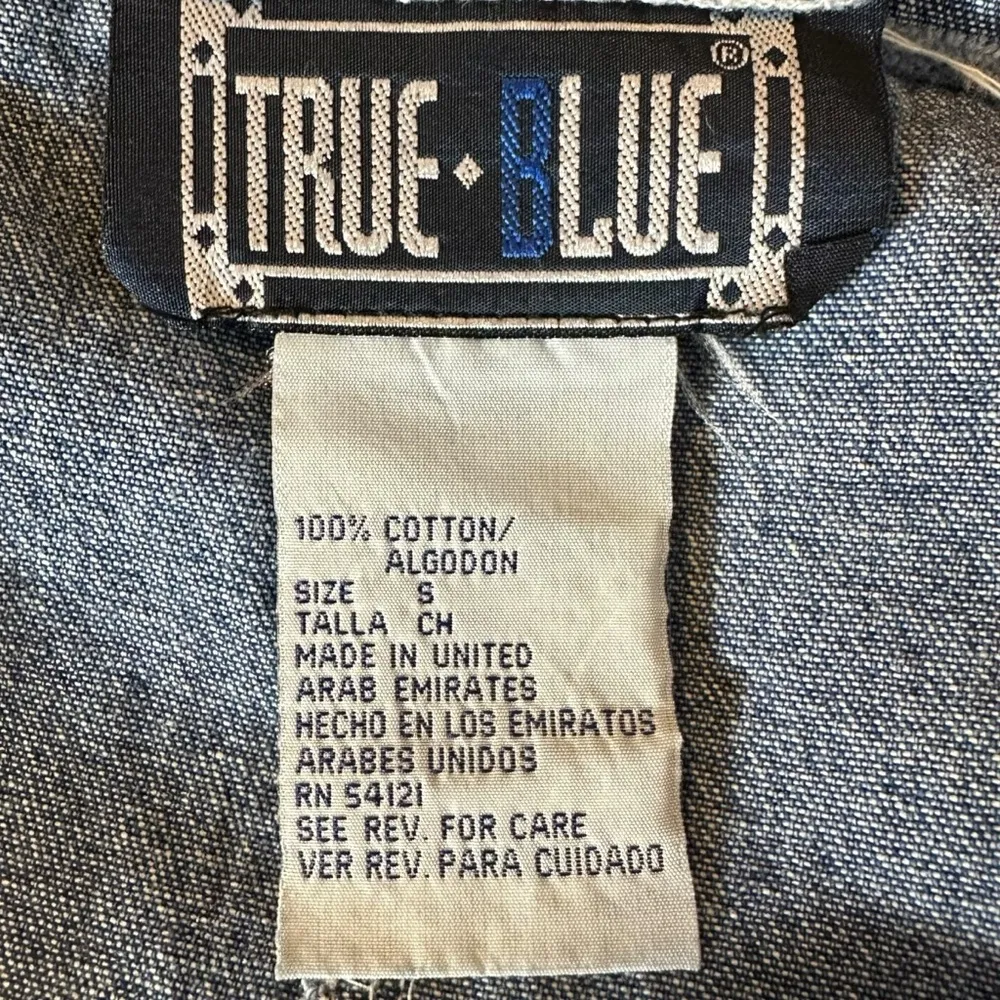 TRUE BLUE®
100% COTTON/
ALGODON
SIZE S
TALLA CH
MADE IN UNITED
ARAB EMIRATES
HECHO EN LOS EMIRATOS
ARABES UNIDOS
RN 54121
SEE REV. FOR CARE
VER REV. PARA CUIDADO